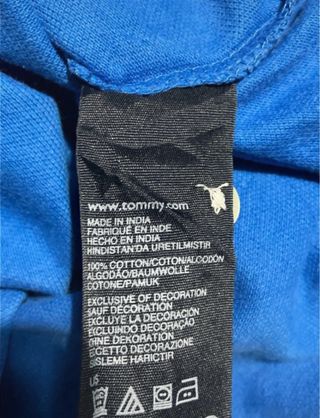 www.tommy.com
MADE IN INDIA
FABRIQUÉ EN INDE
HECHO EN INDIA
HINDISTAN'DA URETILMISTIR
100% COTTON/COTON/ALGODÓN
ALGODÃO/BAUMWOLLE
COTONE/PAMUK
EXCLUSIVE OF DECORATION
SAUF DÉCORATION
EXCLUYE LA DECORACIÓN
EXCLUINDO DECORAÇÃO
OHNE DEKORATION
ECCETTO DECORAZIONE
SISLEME HARICTIR
US